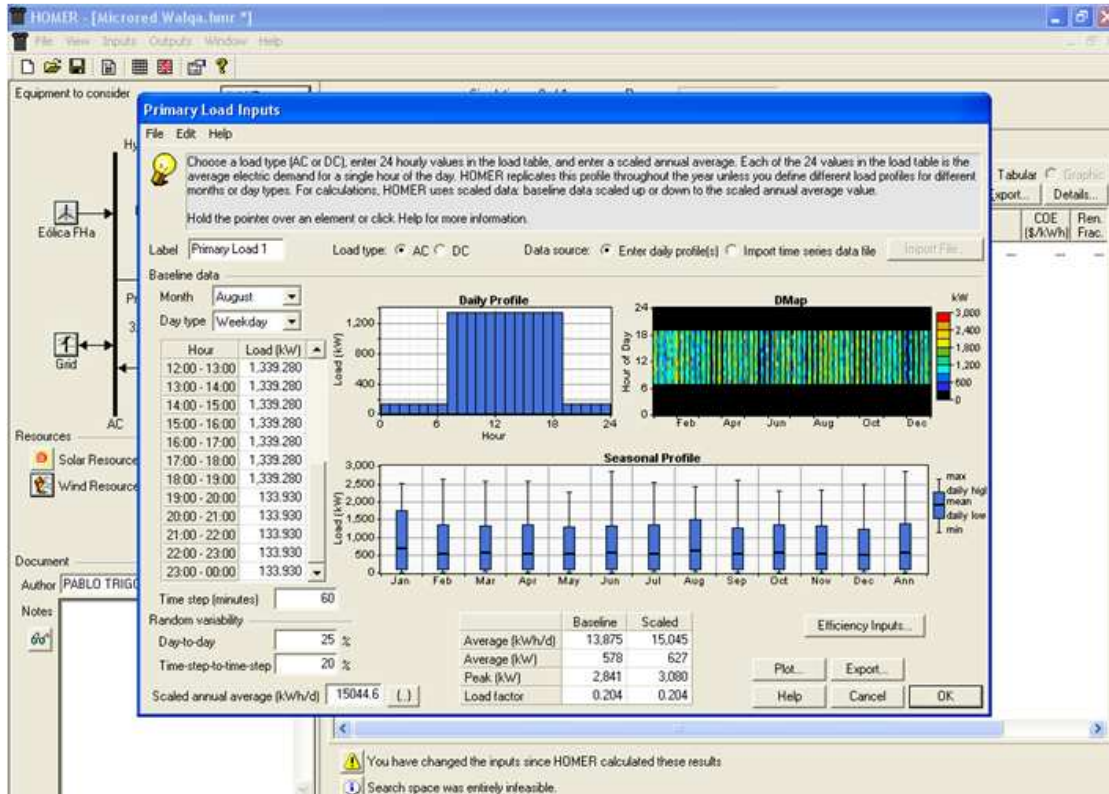 HOMER - [Microred Walqa.hmr *]
File View Inputs Outputs Window Help
Equipment to consider
Eólica FHa
Grid
AC
Resources
Solar Resource
Wind Resource
Document
Author PABLO TRIGO
Notes
Primary Load Inputs
File Edit Help
Choose a load type (AC or DC), enter 24 hourly values in the load table, and enter a scaled annual average. Each of the 24 values in the load table is the
average electric demand for a single hour of the day. HOMER replicates this profile throughout the year unless you define different load profiles for different
months or day types. For calculations, HOMER uses scaled data: baseline data scaled up or down to the scaled annual average value.
Hold the pointer over an element or click Help for more information.
Label Primary Load 1 Load type: AC DC Data source: Enter daily profile(s) Import time series data file Import File...
Baseline data
Month August
Day type Weekday
Hour Load (kW)
12:00 - 13:00 1,339.280
13:00 - 14:00 1,339.280
14:00 - 15:00 1,339.280
15:00 - 16:00 1,339.280
16:00 - 17:00 1,339.280
17:00 - 18:00 1,339.280
18:00 - 19:00 1,339.280
19:00 - 20:00 133.930
20:00 - 21:00 133.930
21:00 - 22:00 133.930
22:00 - 23:00 133.930
23:00 - 00:00 133.930
Time step (minutes) 60
Random variability
Day-to-day 25 %
Time-step-to-time-step 20 %
Scaled annual average (kWh/d) 15044.6 {..}
Daily Profile
Load (kW)
1,200
800
400
0
0 6 12 18 24
Hour
DMap
Hour of Day
24
18
12
6
0
Feb Apr Jun Aug Oct Dec
kW
3,000
2,400
1,800
1,200
600
0
Seasonal Profile
Load (kW)
3,000
2,500
2,000
1,500
1,000
500
0
Jan Feb Mar Apr May Jun Jul Aug Sep Oct Nov Dec Ann
max
daily high
mean
daily low
min
Baseline Scaled
Average (kWh/d) 13,875 15,045
Average (kW) 578 627
Peak (kW) 2,841 3,080
Load factor 0.204 0.204
Efficiency Inputs...
Plot... Export...
Help Cancel OK
Tabular Graphic
Export... Details...
COE ($/kWh) Ren. Frac.
-- --
You have changed the inputs since HOMER calculated these results
Search space was entirely infeasible.